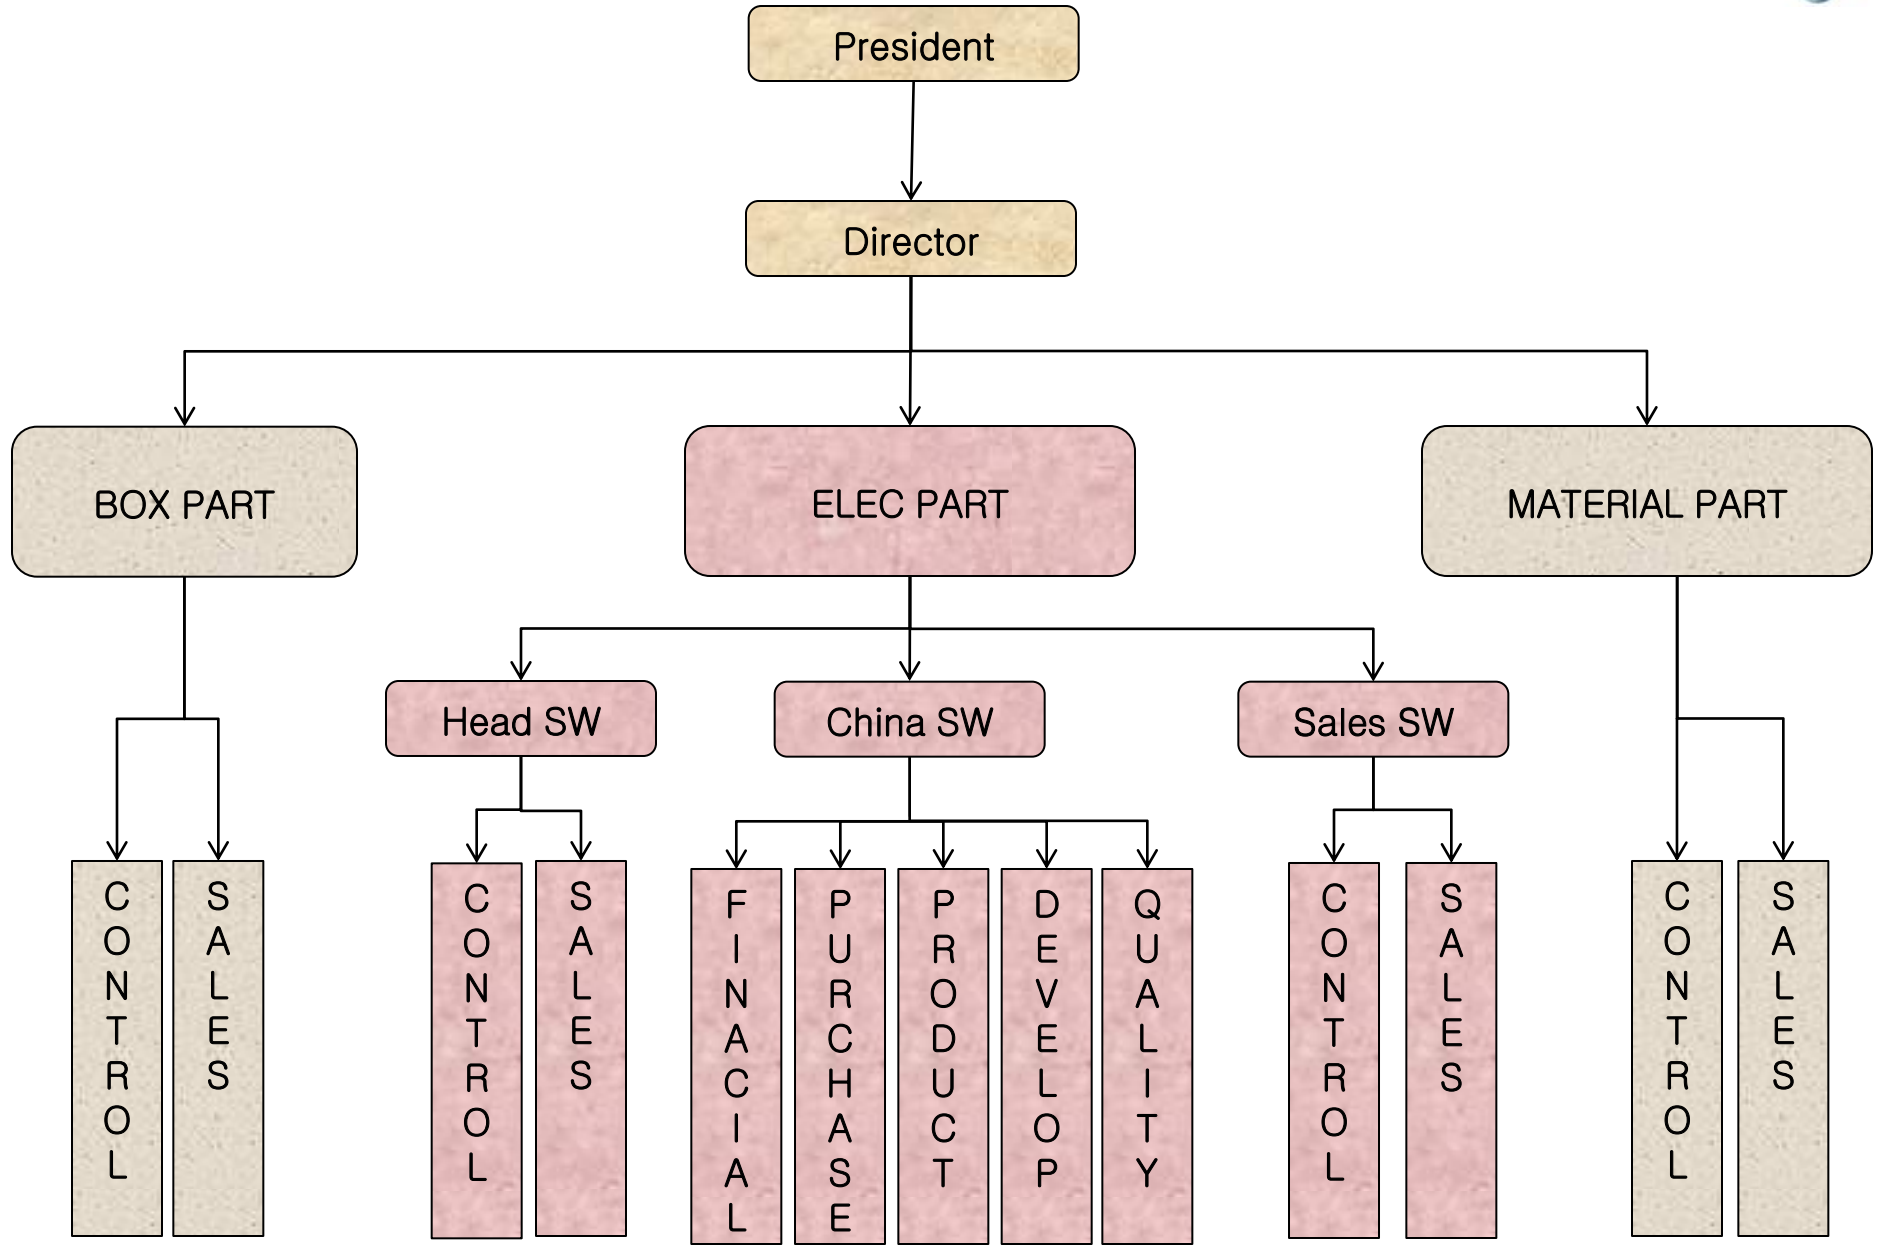 President
Director
BOX PART
ELEC PART
MATERIAL PART
Head SW
China SW
Sales SW
CONTROL
SALES
CONTROL
SALES
FINACIAL
PURCHASE
PRODUCT
DEVELOP
QUALITY
CONTROL
SALES
CONTROL
SALES